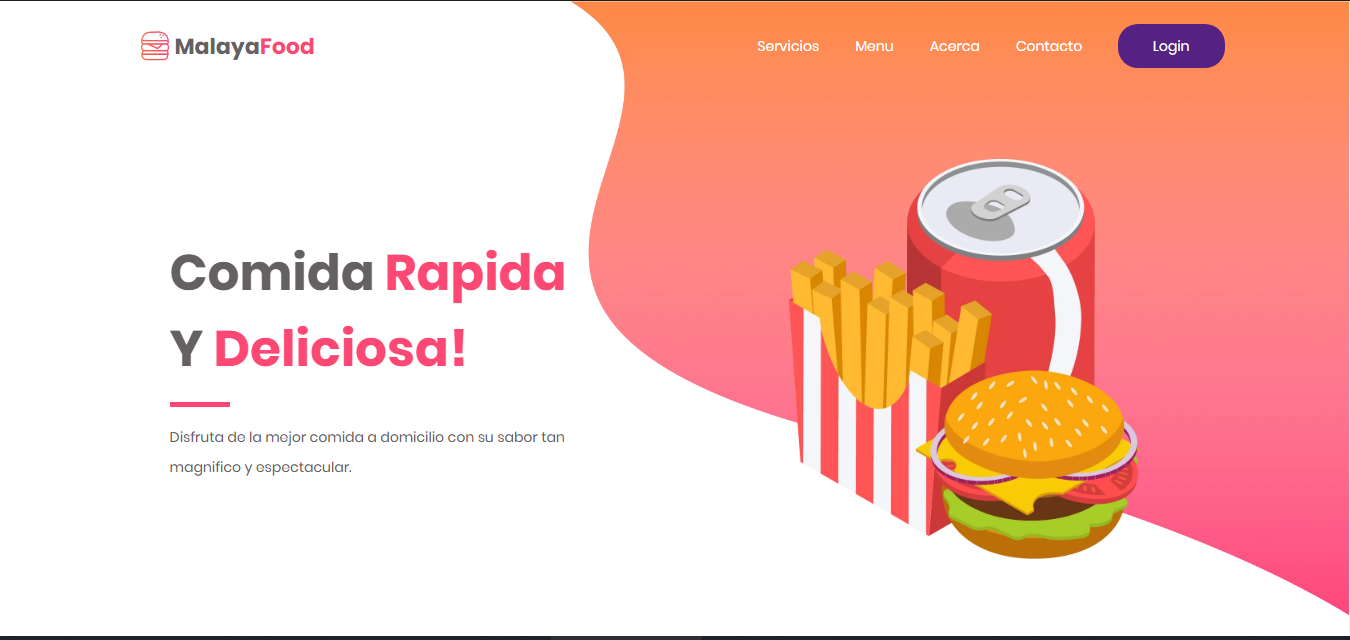 MalayaFood
Servicios Menu Acerca Contacto Login
Comida Rapida
Y Deliciosa!
Disfruta de la mejor comida a domicilio con su sabor tan
magnifico y espectacular.